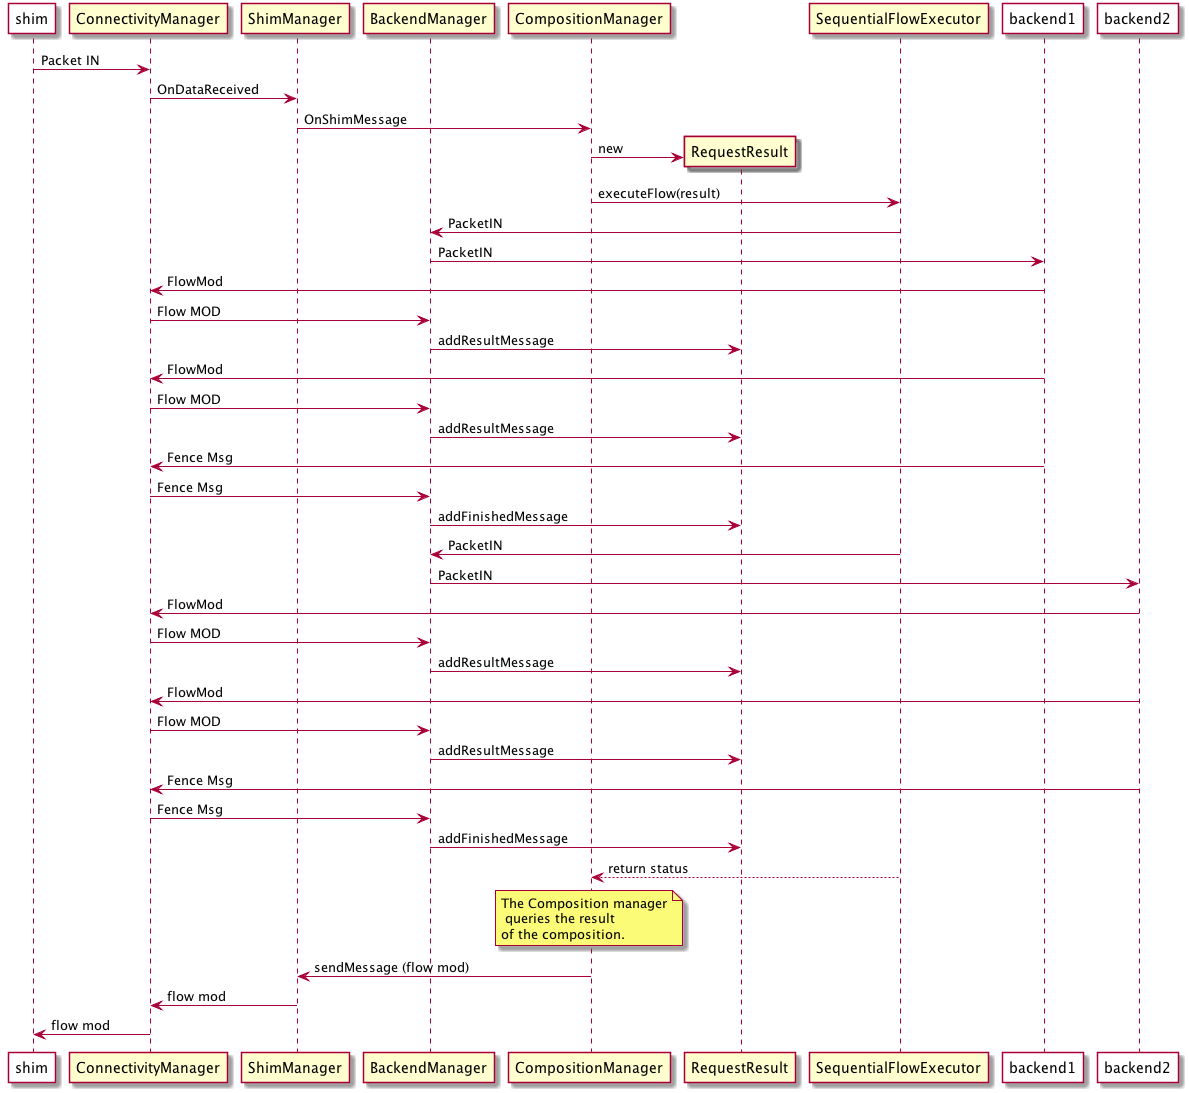 shim ConnectivityManager ShimManager BackendManager CompositionManager SequentialFlowExecutor backend1 backend2
Packet IN
OnDataReceived
OnShimMessage
new
RequestResult
executeFlow(result)
PacketIN
PacketIN
FlowMod
Flow MOD
addResultMessage
FlowMod
Flow MOD
addResultMessage
Fence Msg
Fence Msg
addFinishedMessage
PacketIN
PacketIN
FlowMod
Flow MOD
addResultMessage
FlowMod
Flow MOD
addResultMessage
Fence Msg
Fence Msg
addFinishedMessage
return status
The Composition manager
queries the result
of the composition.
sendMessage (flow mod)
flow mod
flow mod
shim ConnectivityManager ShimManager BackendManager CompositionManager RequestResult SequentialFlowExecutor backend1 backend2